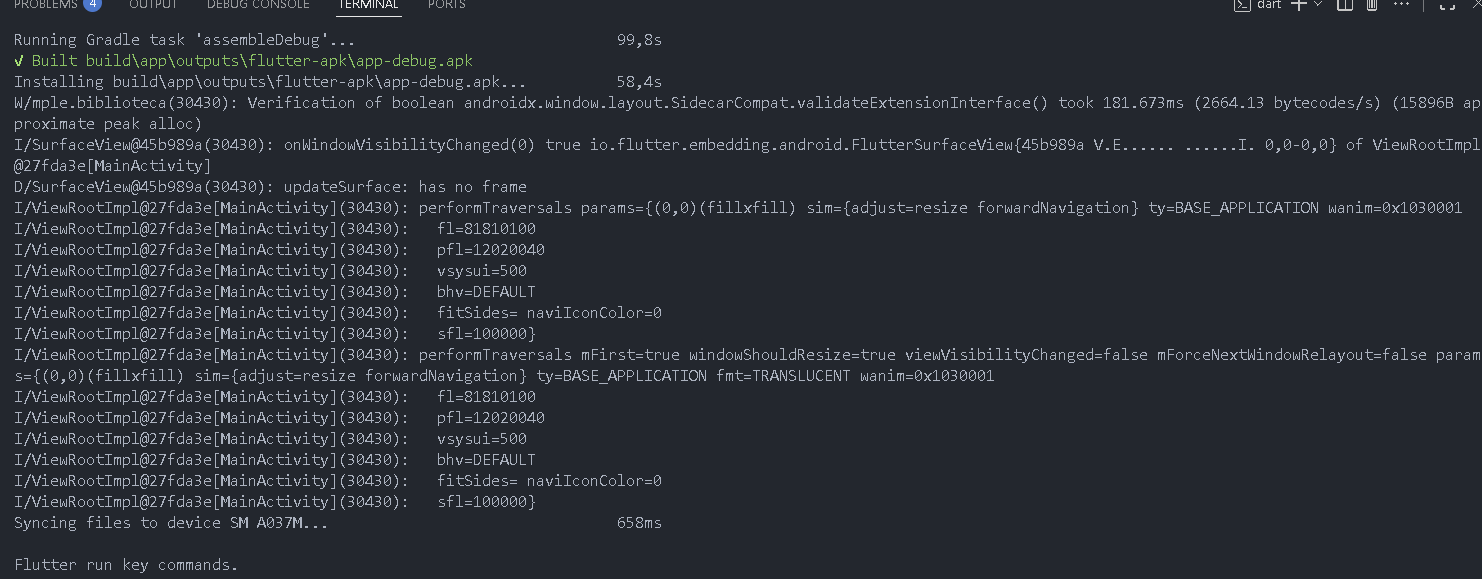 PROBLEMS 4 OUTPUT DEBUG CONSOLE TERMINAL PORTS dart
Running Gradle task 'assembleDebug'... 99,8s
√ Built build\app\outputs\flutter-apk\app-debug.apk
Installing build\app\outputs\flutter-apk\app-debug.apk... 58,4s
W/mple.biblioteca(30430): Verification of boolean androidx.window.layout.SidecarCompat.validateExtensionInterface() took 181.673ms (2664.13 bytecodes/s) (15896B ap
proximate peak alloc)
I/SurfaceView@45b989a(30430): onWindowVisibilityChanged(0) true io.flutter.embedding.android.FlutterSurfaceView{45b989a V.E...... ......I. 0,0-0,0} of ViewRootImpl
@27fda3e[MainActivity]
D/SurfaceView@45b989a(30430): updateSurface: has no frame
I/ViewRootImpl@27fda3e[MainActivity](30430): performTraversals params={(0,0)(fillxfill) sim={adjust=resize forwardNavigation} ty=BASE_APPLICATION wanim=0x1030001
I/ViewRootImpl@27fda3e[MainActivity](30430):   fl=81810100
I/ViewRootImpl@27fda3e[MainActivity](30430):   pfl=12020040
I/ViewRootImpl@27fda3e[MainActivity](30430):   vsysui=500
I/ViewRootImpl@27fda3e[MainActivity](30430):   bhv=DEFAULT
I/ViewRootImpl@27fda3e[MainActivity](30430):   fitSides= naviIconColor=0
I/ViewRootImpl@27fda3e[MainActivity](30430):   sfl=100000}
I/ViewRootImpl@27fda3e[MainActivity](30430): performTraversals mFirst=true windowShouldResize=true viewVisibilityChanged=false mForceNextWindowRelayout=false param
s={(0,0)(fillxfill) sim={adjust=resize forwardNavigation} ty=BASE_APPLICATION fmt=TRANSLUCENT wanim=0x1030001
I/ViewRootImpl@27fda3e[MainActivity](30430):   fl=81810100
I/ViewRootImpl@27fda3e[MainActivity](30430):   pfl=12020040
I/ViewRootImpl@27fda3e[MainActivity](30430):   vsysui=500
I/ViewRootImpl@27fda3e[MainActivity](30430):   bhv=DEFAULT
I/ViewRootImpl@27fda3e[MainActivity](30430):   fitSides= naviIconColor=0
I/ViewRootImpl@27fda3e[MainActivity](30430):   sfl=100000}
Syncing files to device SM A037M... 658ms
Flutter run key commands.